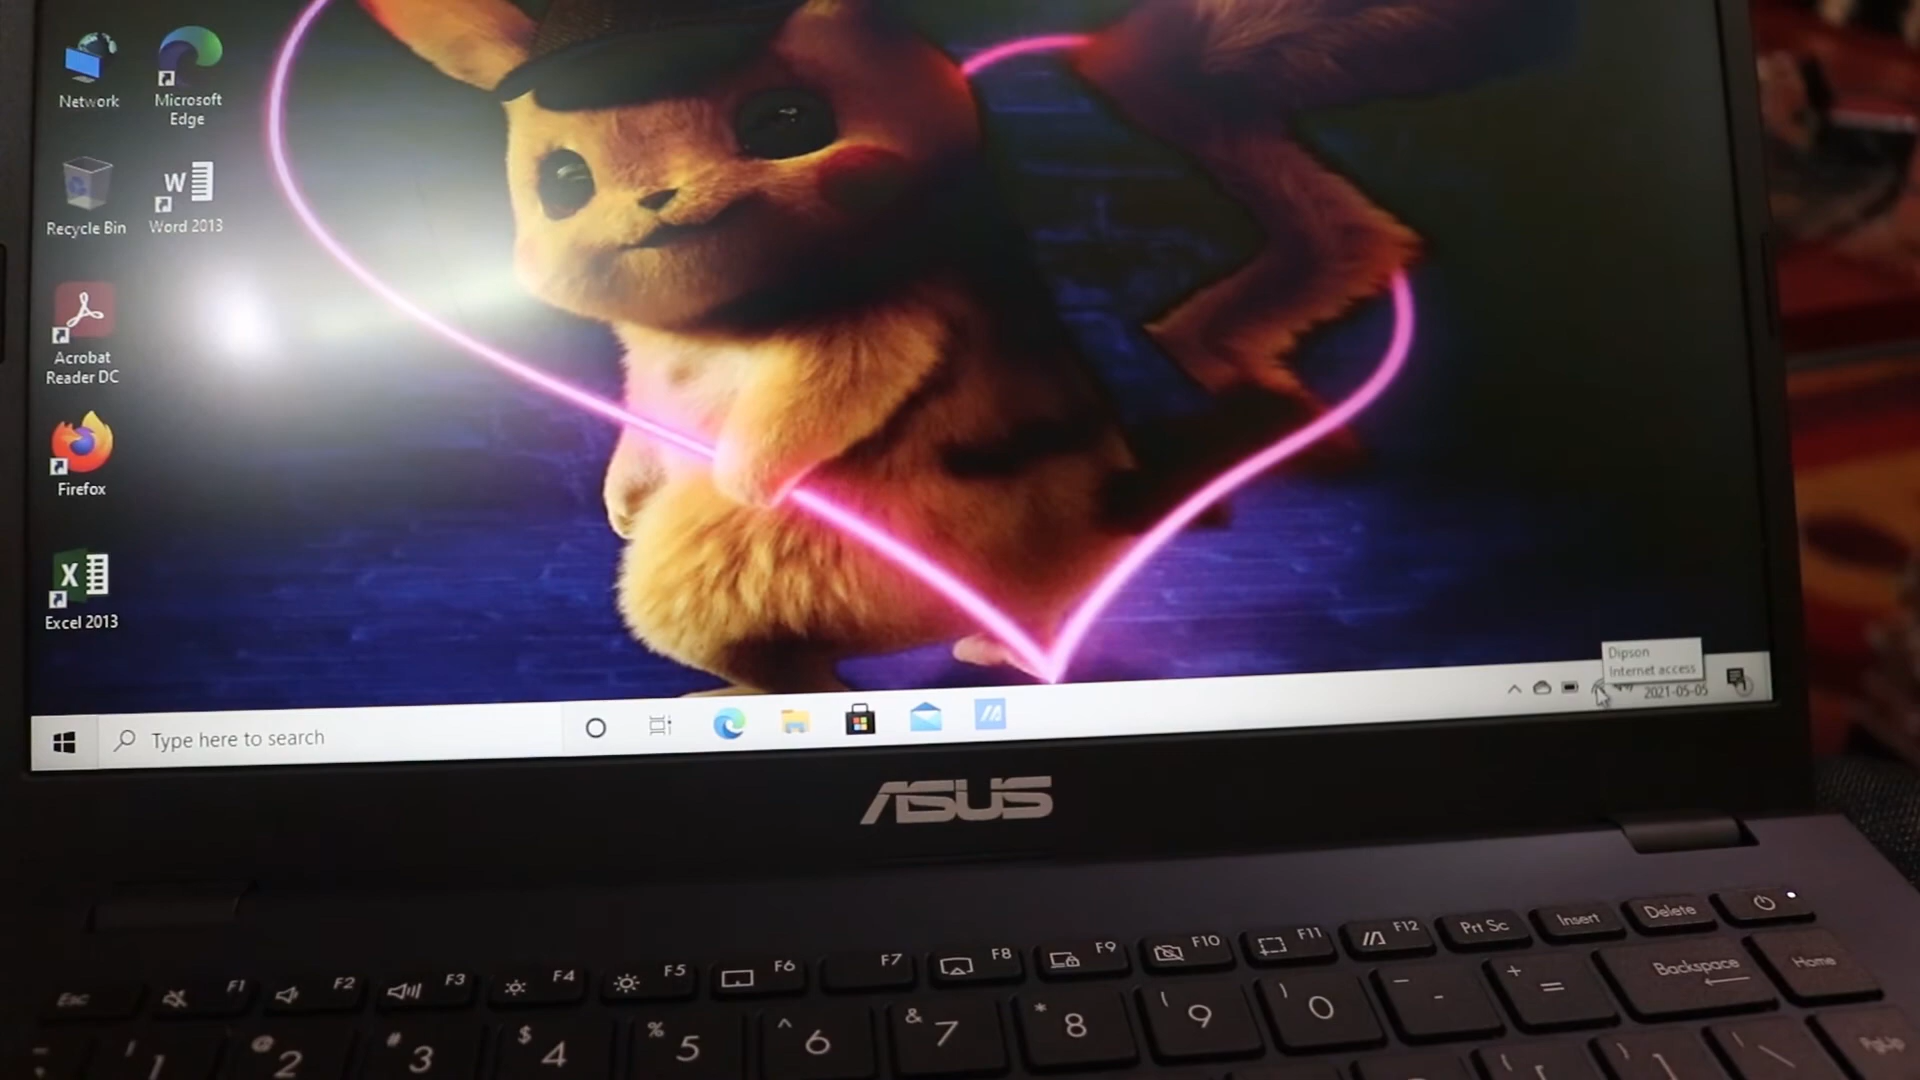 Network
Microsoft
Edge
Recycle Bin
Word 2013
Acrobat
Reader DC
Firefox
Excel 2013
Dipson
Internet access
2021-05-05
Type here to search
ASUS
Esc
F1
F2
F3
F4
F5
F6
F7
F8
F9
F10
F11
F12
Prt Sc
Insert
Delete
! 1
@ 2
# 3
$ 4
% 5
^ 6
& 7
* 8
( 9
) 0
- -
+ =
Backspace
Home
PgUp